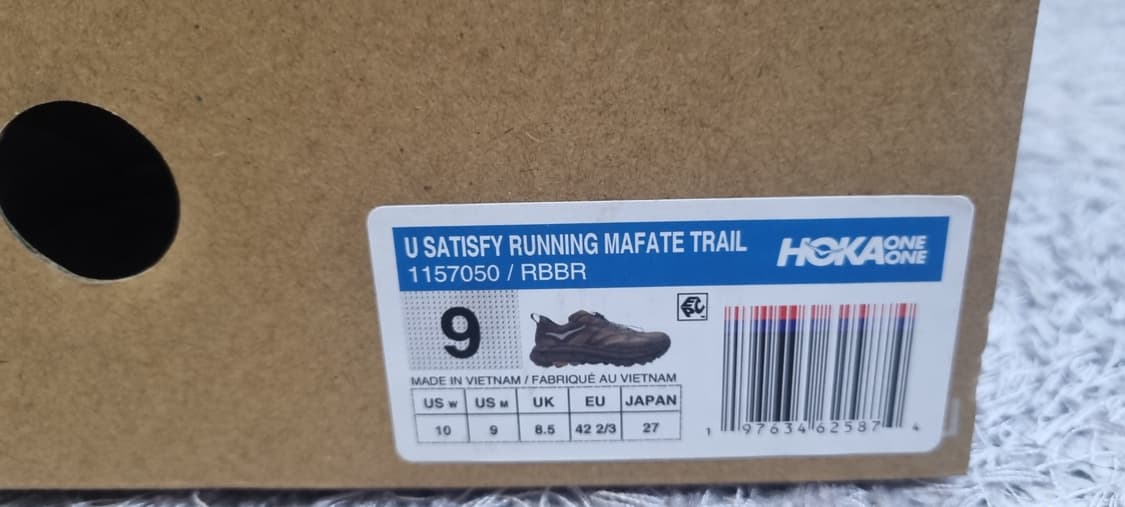 U SATISFY RUNNING MAFATE TRAIL
1157050 / RBBR
HOKA ONE ONE
9
EPC
MADE IN VIETNAM / FABRIQUÉ AU VIETNAM
US W US M UK EU JAPAN
10 9 8.5 42 2/3 27
1 97634 62587 4